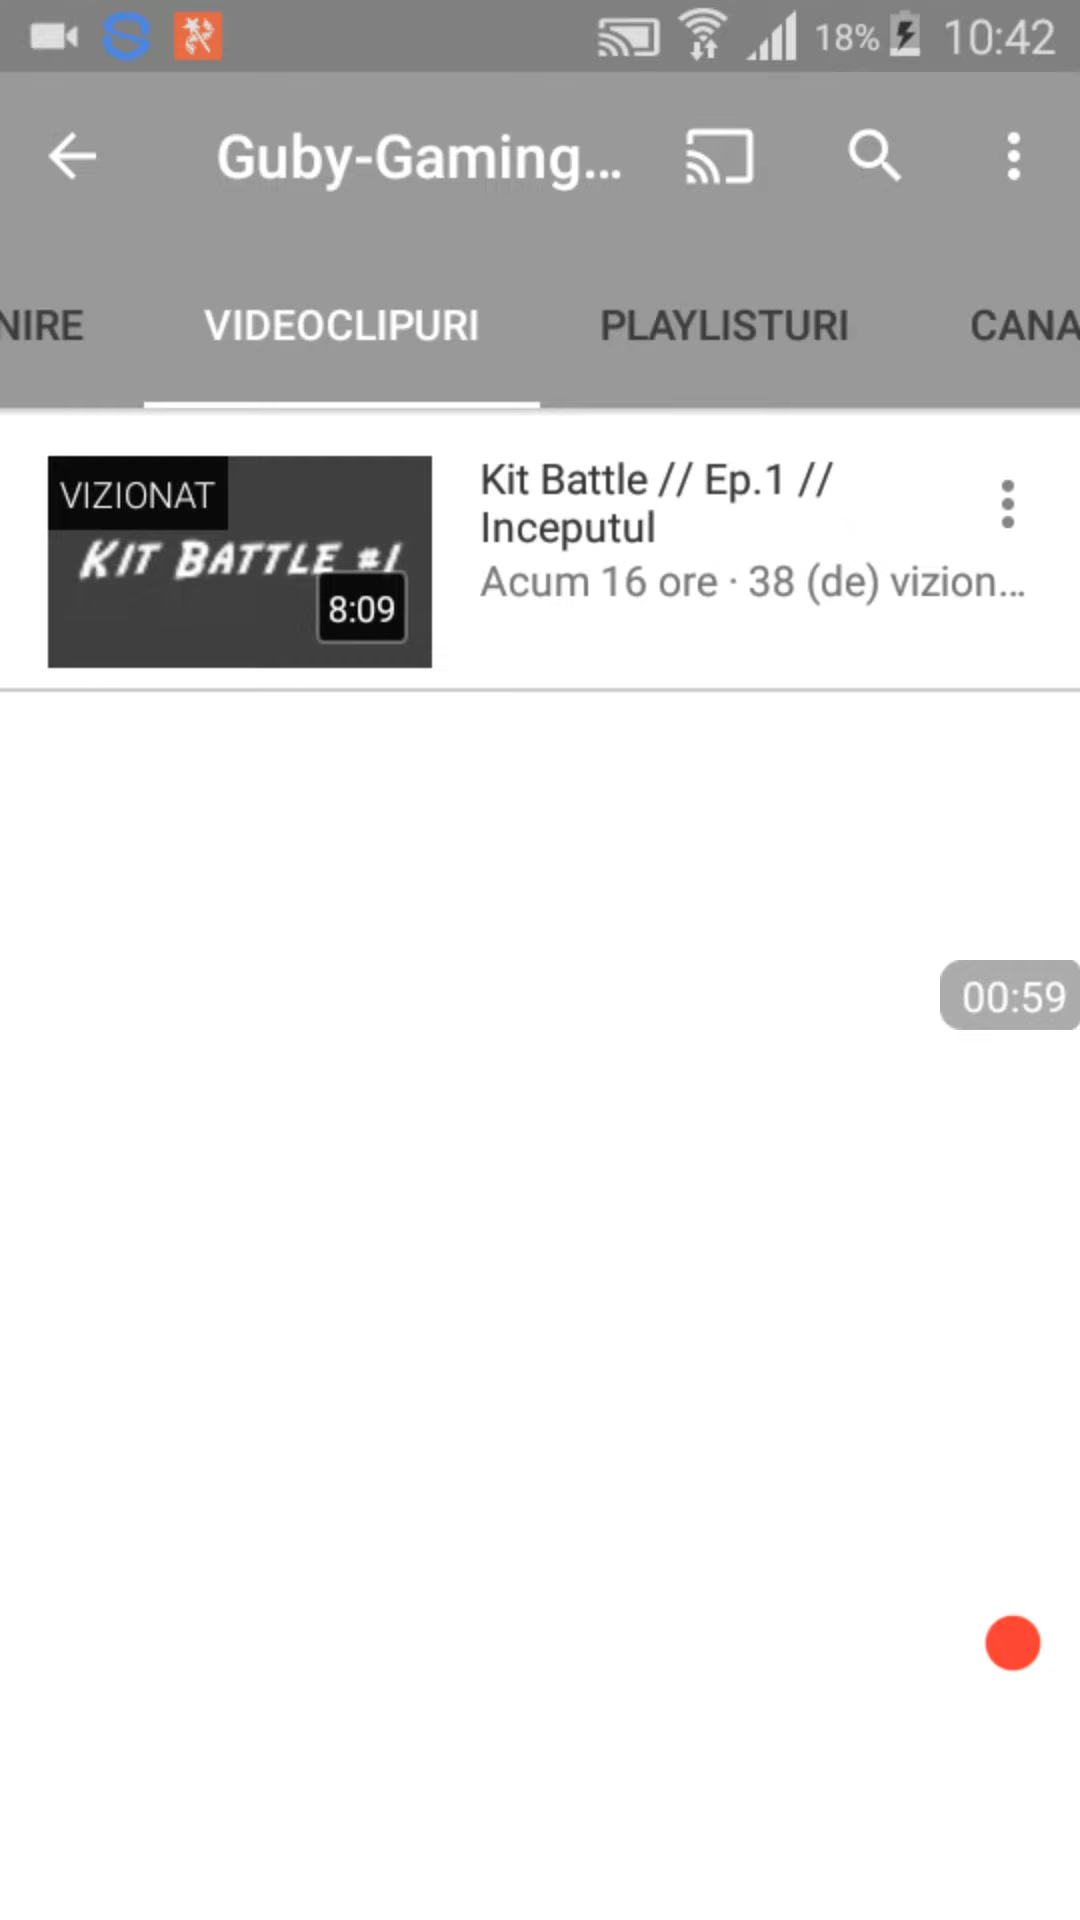 18% 10:42
Guby-Gaming...
NIRE VIDEOCLIPURI PLAYLISTURI CANA
VIZIONAT
KIT BATTLE #1
8:09
Kit Battle // Ep.1 //
Inceputul
Acum 16 ore · 38 (de) vizion...
00:59